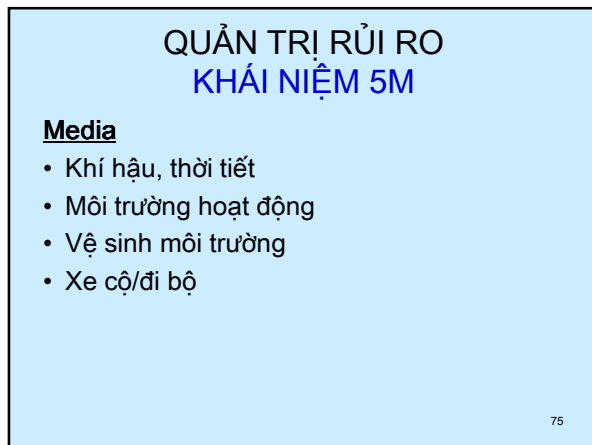 QUẢN TRỊ RỦI RO
KHÁI NIỆM 5M
Media
• Khí hậu, thời tiết
• Môi trường hoạt động
• Vệ sinh môi trường
• Xe cộ/đi bộ
75